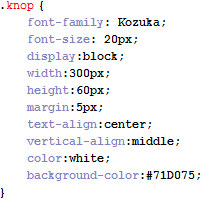 .knop {
font-family: Kozuka;
font-size: 20px;
display:block;
width:300px;
height:60px;
margin:5px;
text-align:center;
vertical-align:middle;
color:white;
background-color:#71D075;
}